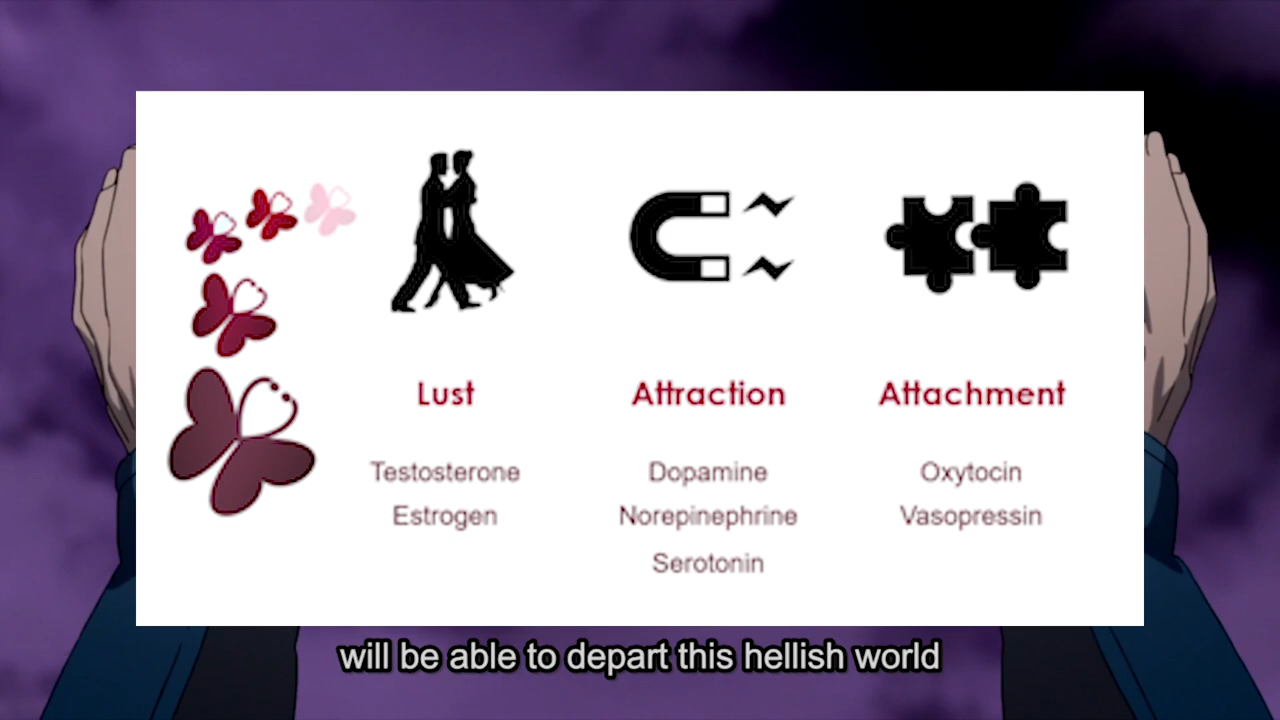 Lust
Attraction
Attachment
Testosterone
Dopamine
Oxytocin
Estrogen
Norepinephrine
Vasopressin
Serotonin
will be able to depart this hellish world